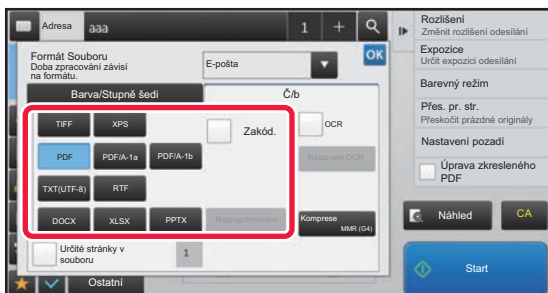 Adresa
aaa
1
+
Formát Souboru
Doba zpracování závisí
na formátu.
E-pošta
OK
Barva/Stupně šedi
Č/b
TIFF
XPS
Zakód.
OCR
PDF
PDF/A-1a
PDF/A-1b
Nastavení OCR
TXT(UTF-8)
RTF
DOCX
XLSX
PPTX
Komprese
MMR (G4)
Určité stránky v
souboru
1
Ostatní
Rozlišení
Změnit rozlišení odesílání
Expozice
Určit expozici odesílání
Barevný režim
Přes. pr. str.
Přeskočit prázdné originály
Nastavení pozadí
Úprava zkresleného
PDF
Náhled
CA
Start